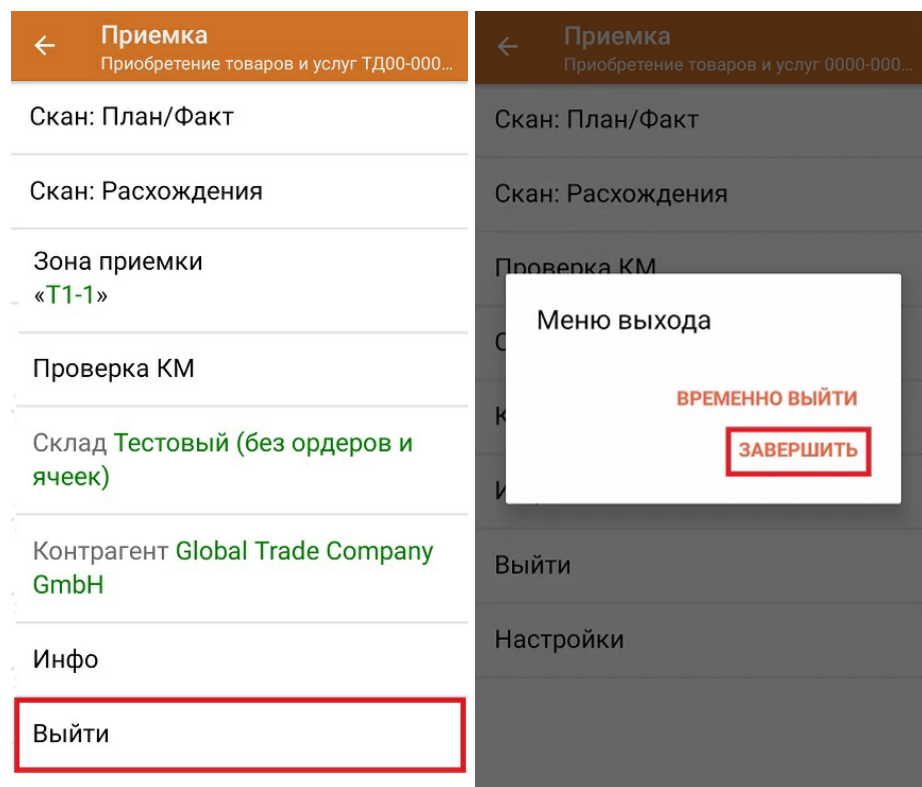 Приемка
Приобретение товаров и услуг ТД00-000...
Скан: План/Факт
Скан: Расхождения
Зона приемки
«Т1-1»
Проверка КМ
Склад Тестовый (без ордеров и
ячеек)
Контрагент Global Trade Company
GmbH
Инфо
Выйти
Приемка
Приобретение товаров и услуг 0000-000...
Скан: План/Факт
Скан: Расхождения
Проверка КМ
Меню выхода
ВРЕМЕННО ВЫЙТИ
ЗАВЕРШИТЬ
Выйти
Настройки